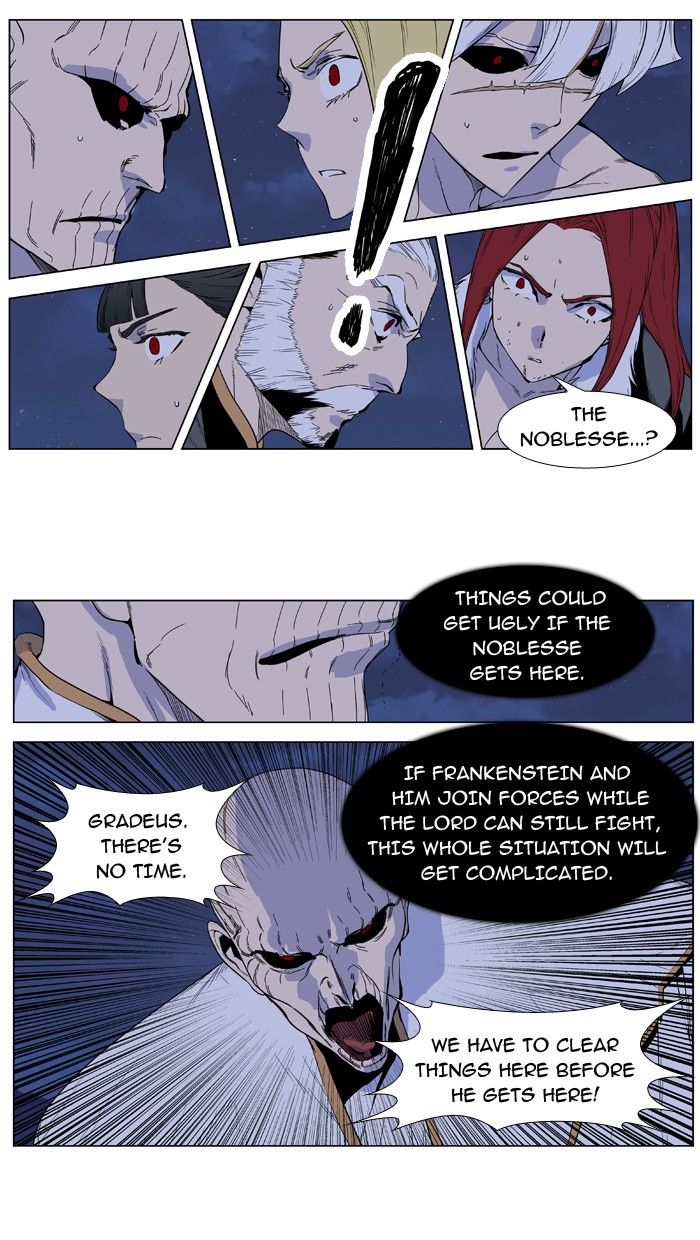 !
THE
NOBLESSE...?
THINGS COULD
GET UGLY IF THE
NOBLESSE
GETS HERE.
IF FRANKENSTEIN AND
HIM JOIN FORCES WHILE
THE LORD CAN STILL FIGHT,
THIS WHOLE SITUATION WILL
GET COMPLICATED.
GRADEUS.
THERE'S
NO TIME.
WE HAVE TO CLEAR
THINGS HERE BEFORE
HE GETS HERE!